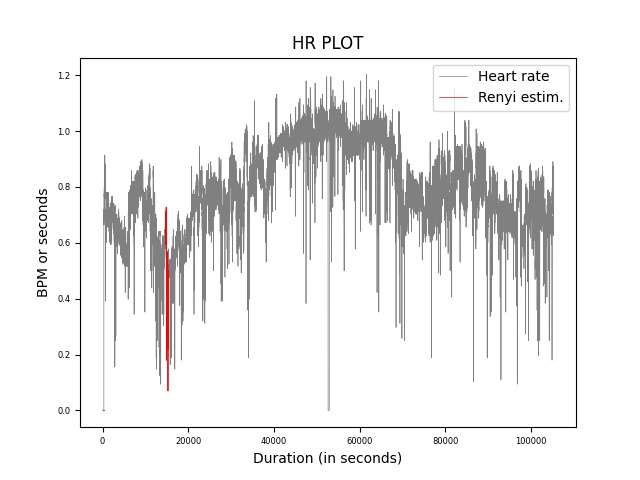 HR PLOT
Heart rate
Renyi estim.
BPM or seconds
1.2
1.0
0.8
0.6
0.4
0.2
0.0
0 20000 40000 60000 80000 100000
Duration (in seconds)